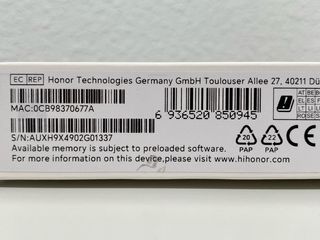 EC REP Honor Technologies Germany GmbH Toulouser Allee 27, 40211 Dü
MAC:0CB98370677A
6 936520 850945
S/N:AUXH9X4902G01337
20 PAP
22 PAP
Available memory is subject to preloaded software.
For more information on this device,please visit www.hihonor.com